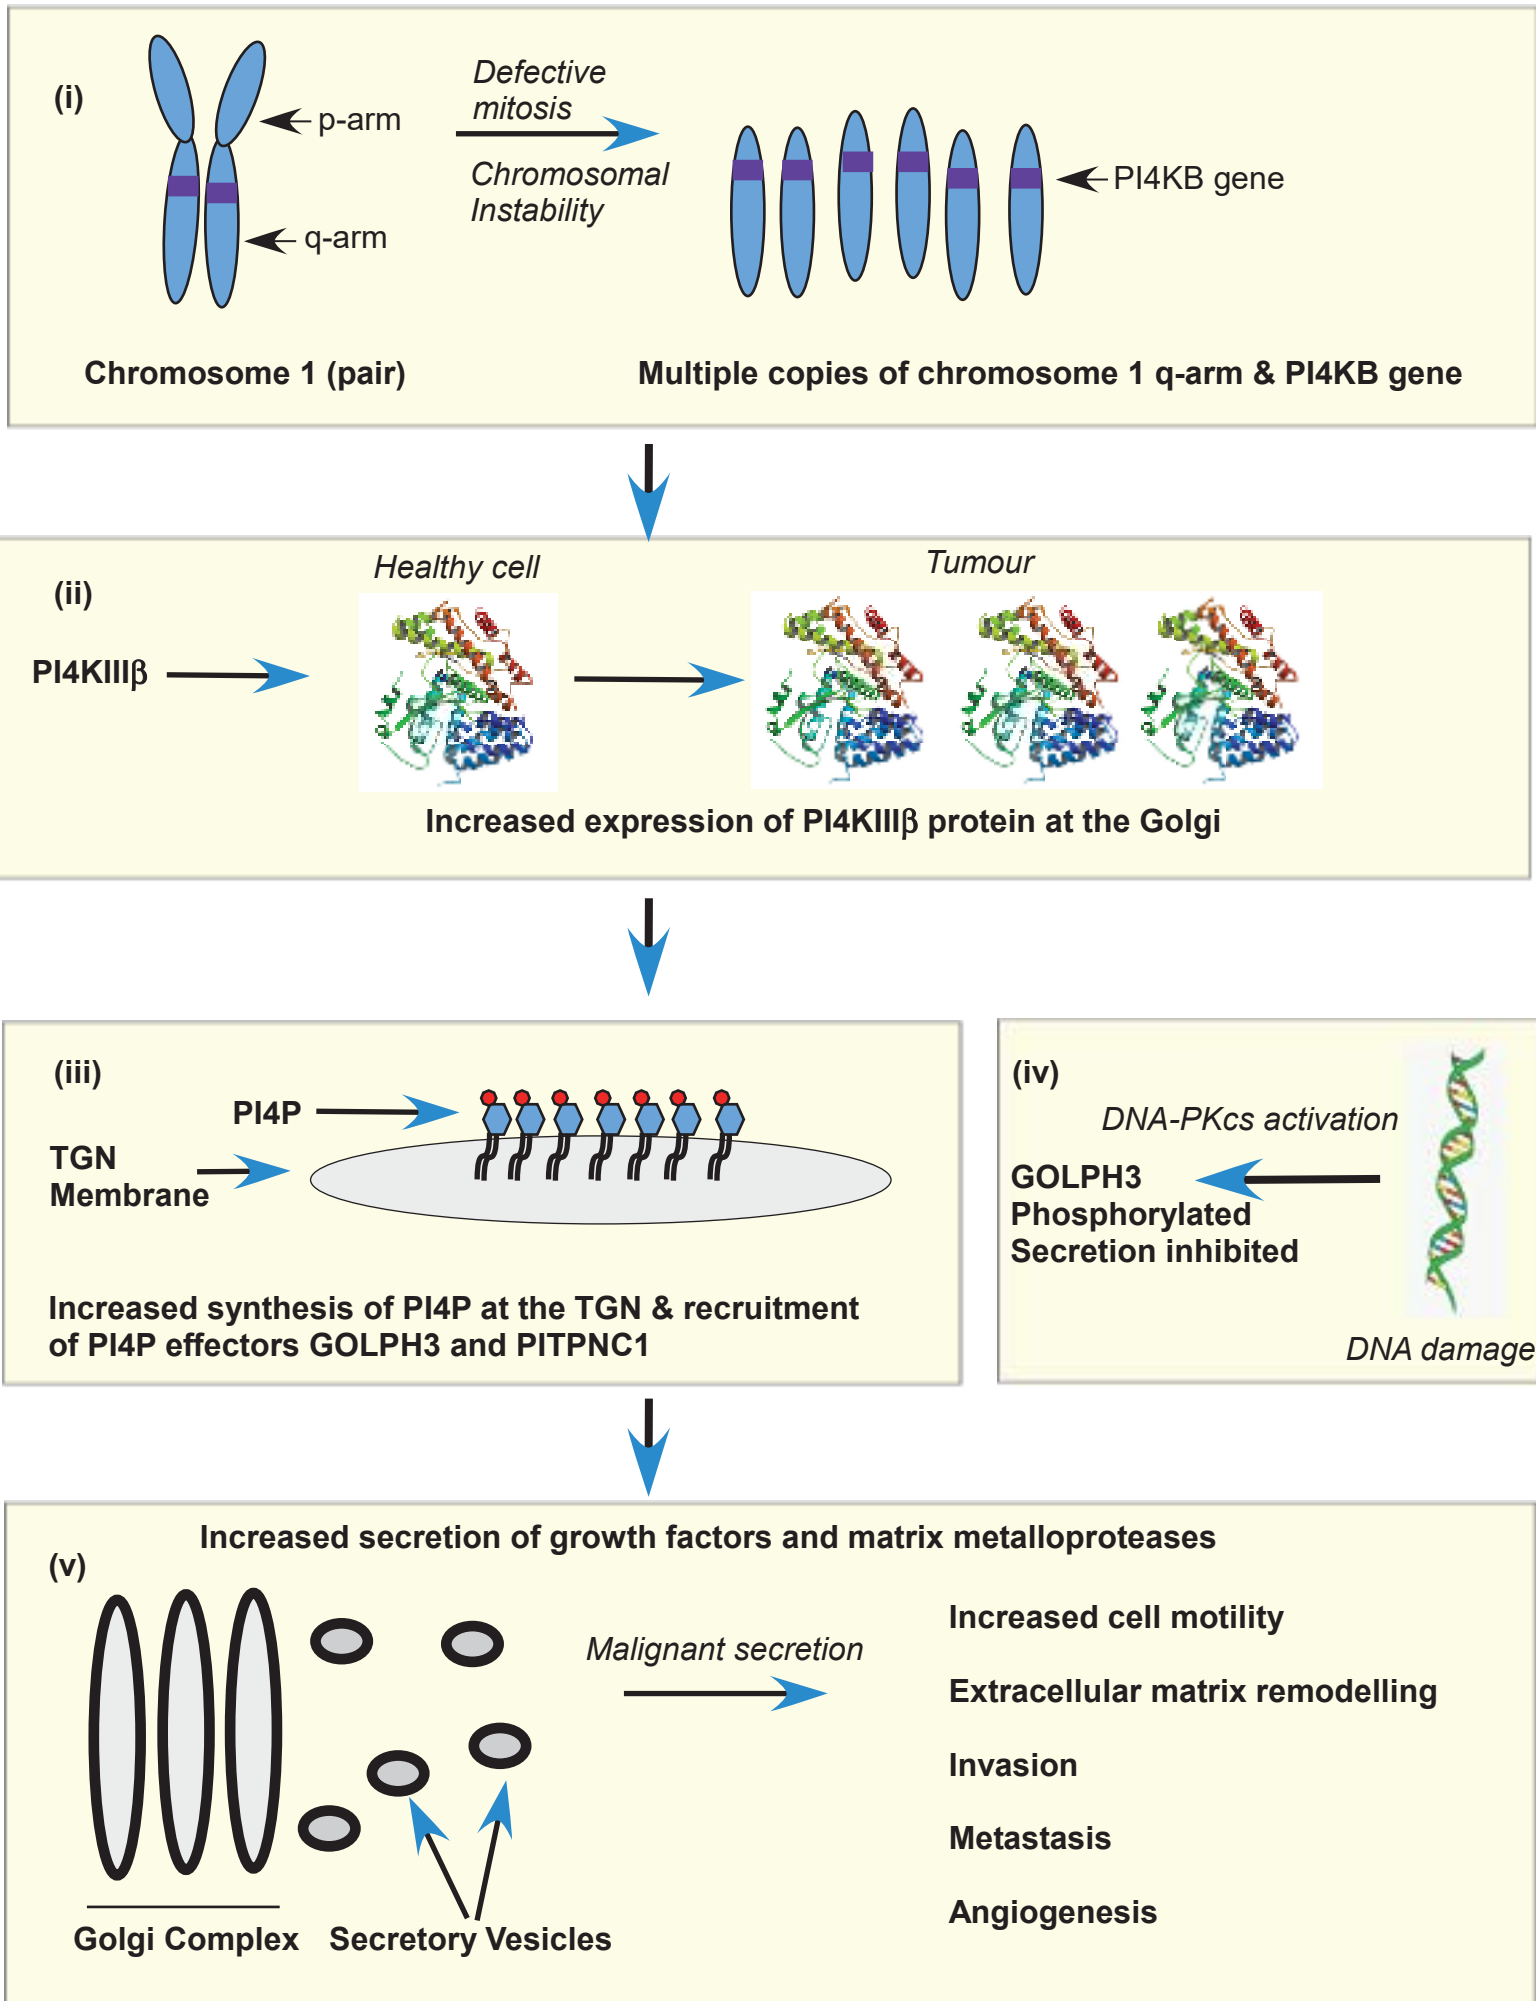 (i)
p-arm
q-arm
Defective
mitosis
Chromosomal
Instability
PI4KB gene
Chromosome 1 (pair)
Multiple copies of chromosome 1 q-arm & PI4KB gene
(ii)
Healthy cell
Tumour
PI4KIIIβ
Increased expression of PI4KIIIβ protein at the Golgi
(iii)
PI4P
TGN
Membrane
Increased synthesis of PI4P at the TGN & recruitment
of PI4P effectors GOLPH3 and PITPNC1
(iv)
DNA-PKcs activation
GOLPH3
Phosphorylated
Secretion inhibited
DNA damage
Increased secretion of growth factors and matrix metalloproteases
(v)
Malignant secretion
Increased cell motility
Extracellular matrix remodelling
Invasion
Metastasis
Angiogenesis
Golgi Complex
Secretory Vesicles